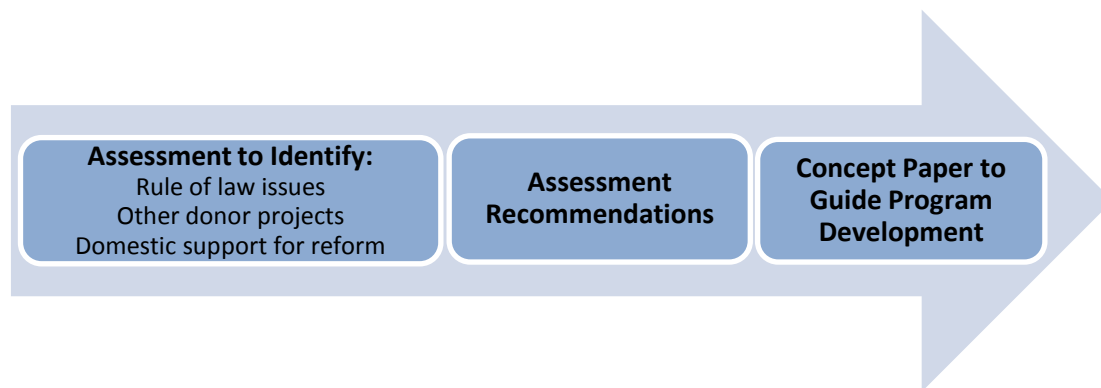 Assessment to Identify:
Rule of law issues
Other donor projects
Domestic support for reform
Assessment
Recommendations
Concept Paper to
Guide Program
Development